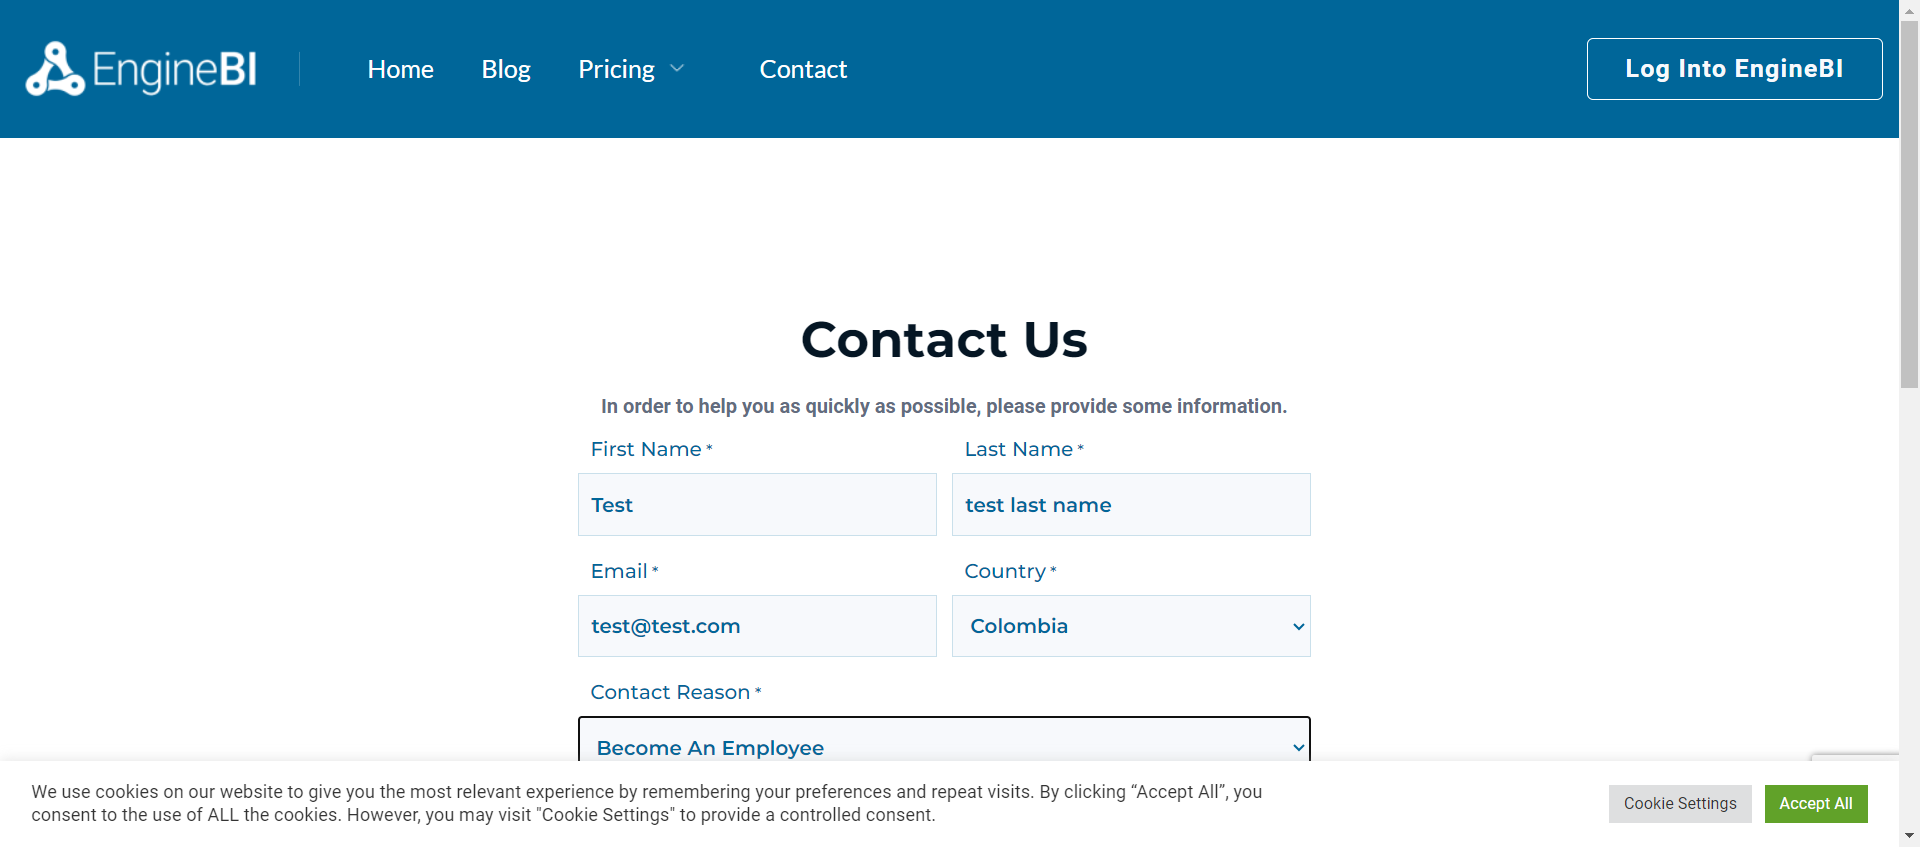 EngineBI
Home
Blog
Pricing
Contact
Log Into EngineBI
Contact Us
In order to help you as quickly as possible, please provide some information.
First Name *
Last Name *
Test
test last name
Email *
Country *
test@test.com
Colombia
Contact Reason *
Become An Employee
We use cookies on our website to give you the most relevant experience by remembering your preferences and repeat visits. By clicking “Accept All”, you
consent to the use of ALL the cookies. However, you may visit "Cookie Settings" to provide a controlled consent.
Cookie Settings
Accept All